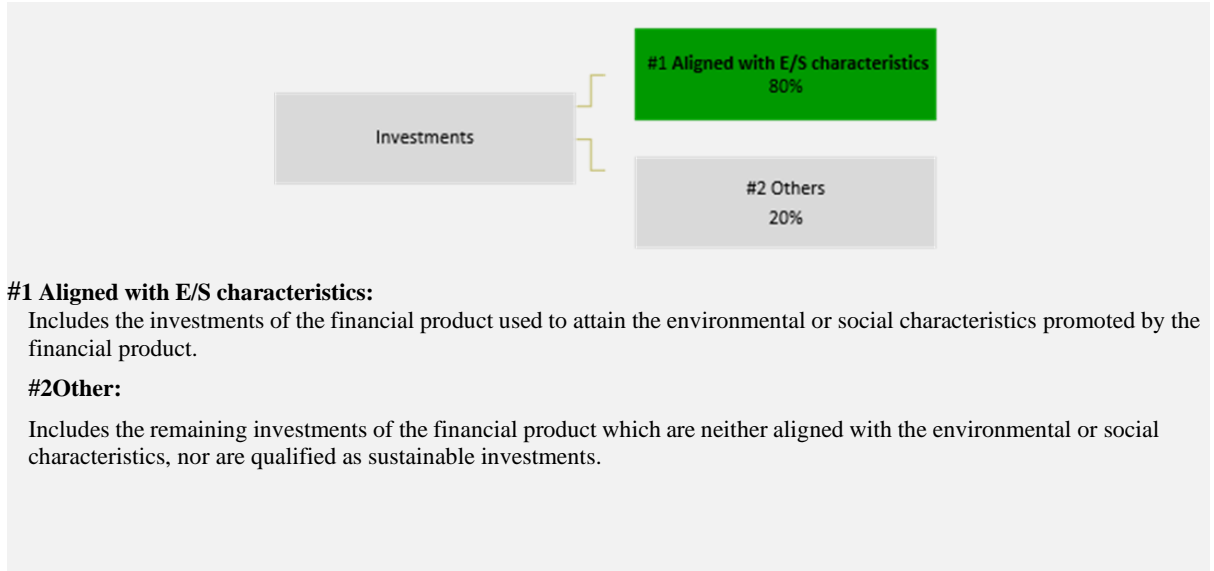 #1 Aligned with E/S characteristics
80%
Investments
#2 Others
20%
#1 Aligned with E/S characteristics:
Includes the investments of the financial product used to attain the environmental or social characteristics promoted by the
financial product.
#2Other:
Includes the remaining investments of the financial product which are neither aligned with the environmental or social
characteristics, nor are qualified as sustainable investments.